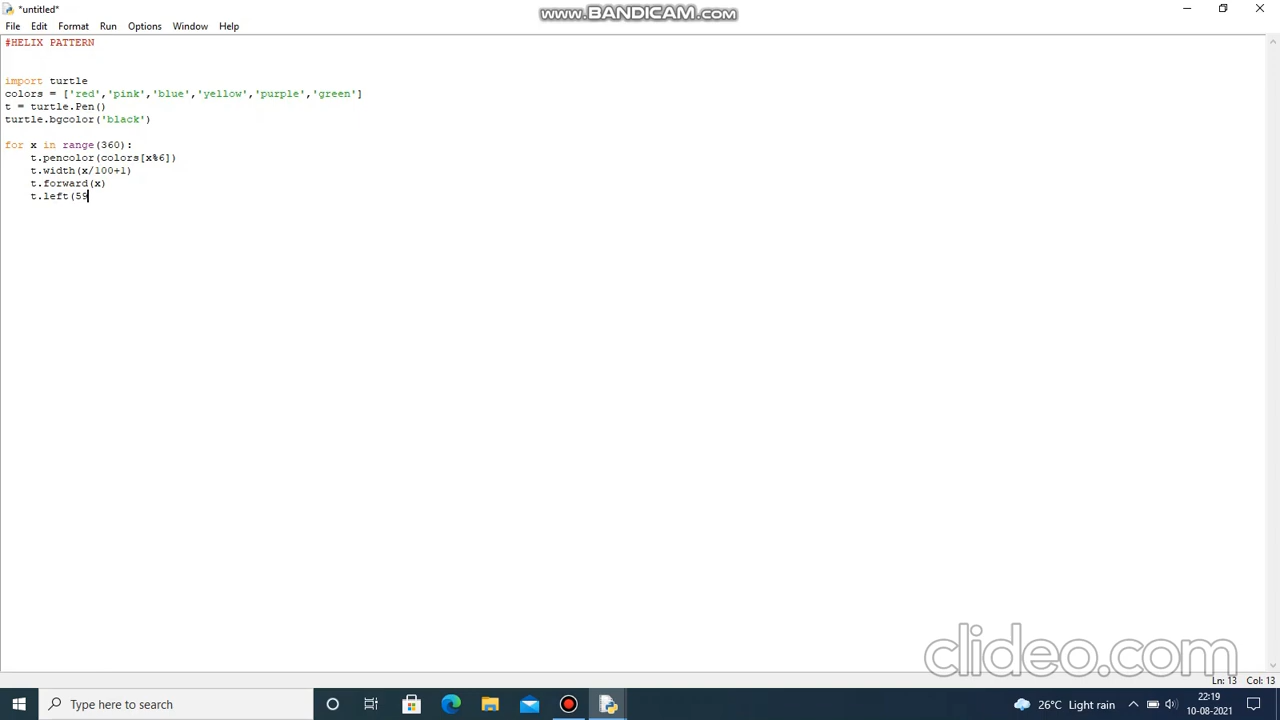 *untitled*
www.BANDICAM.com
File Edit Format Run Options Window Help
#HELIX PATTERN
import turtle
colors = ['red','pink','blue','yellow','purple','green']
t = turtle.Pen()
turtle.bgcolor('black')
for x in range(360):
    t.pencolor(colors[x%6])
    t.width(x/100+1)
    t.forward(x)
    t.left(59
clideo.com
Ln: 13 Col: 13
Type here to search
26°C Light rain
22:19
10-08-2021